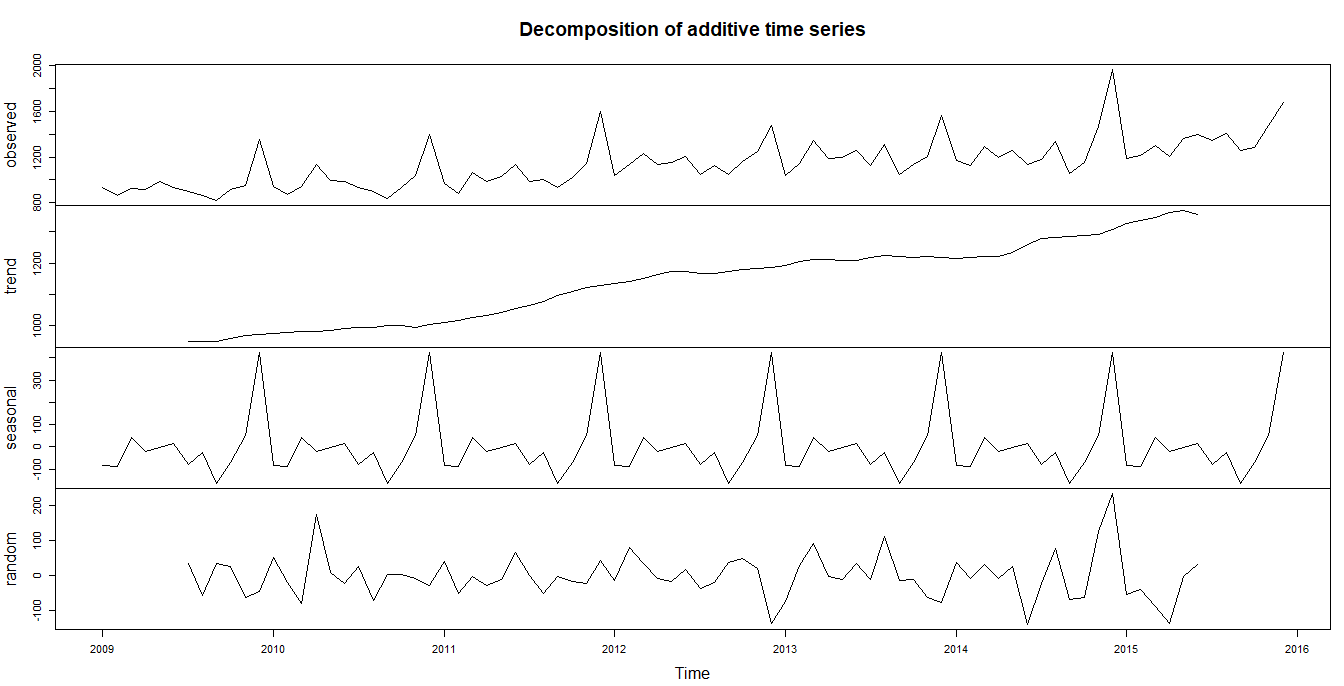 Decomposition of additive time series
observed
800 1200 1600 2000
trend
1000 1200
seasonal
-100 0 100 300
random
-100 0 100 200
2009 2010 2011 2012 2013 2014 2015 2016
Time